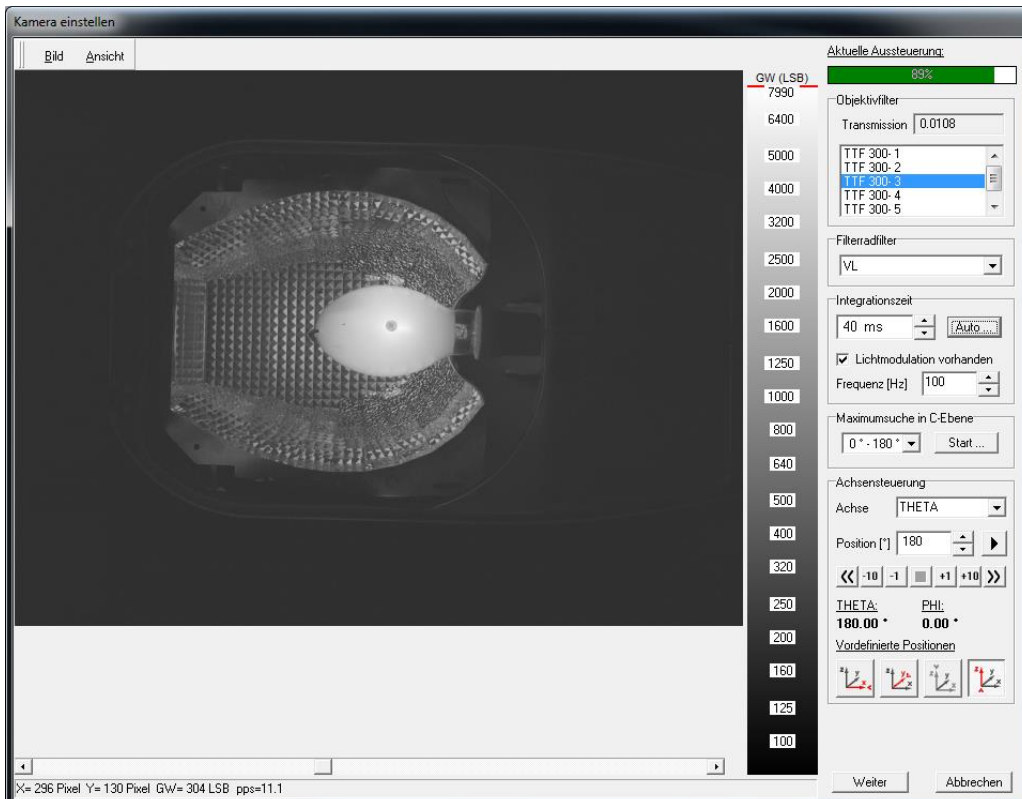 Kamera einstellen
Bild Ansicht
GW (LSB)
7990
6400
5000
4000
3200
2500
2000
1600
1250
1000
800
640
500
400
320
250
200
160
125
100
Aktuelle Aussteuerung:
89%
Objektivfilter
Transmission 0.0108
TTF 300- 1
TTF 300- 2
TTF 300- 3
TTF 300- 4
TTF 300- 5
Filterradfilter
VL
Integrationszeit
40 ms Auto ...
Lichtmodulation vorhanden
Frequenz [Hz] 100
Maximumsuche in C-Ebene
0 ° - 180 ° Start ...
Achsensteuerung
Achse THETA
Position [°] 180
-10 -1 +1 +10
THETA: PHI:
180.00 ° 0.00 °
Vordefinierte Positionen
Weiter Abbrechen
X= 296 Pixel Y= 130 Pixel GW= 304 LSB pps=11.1